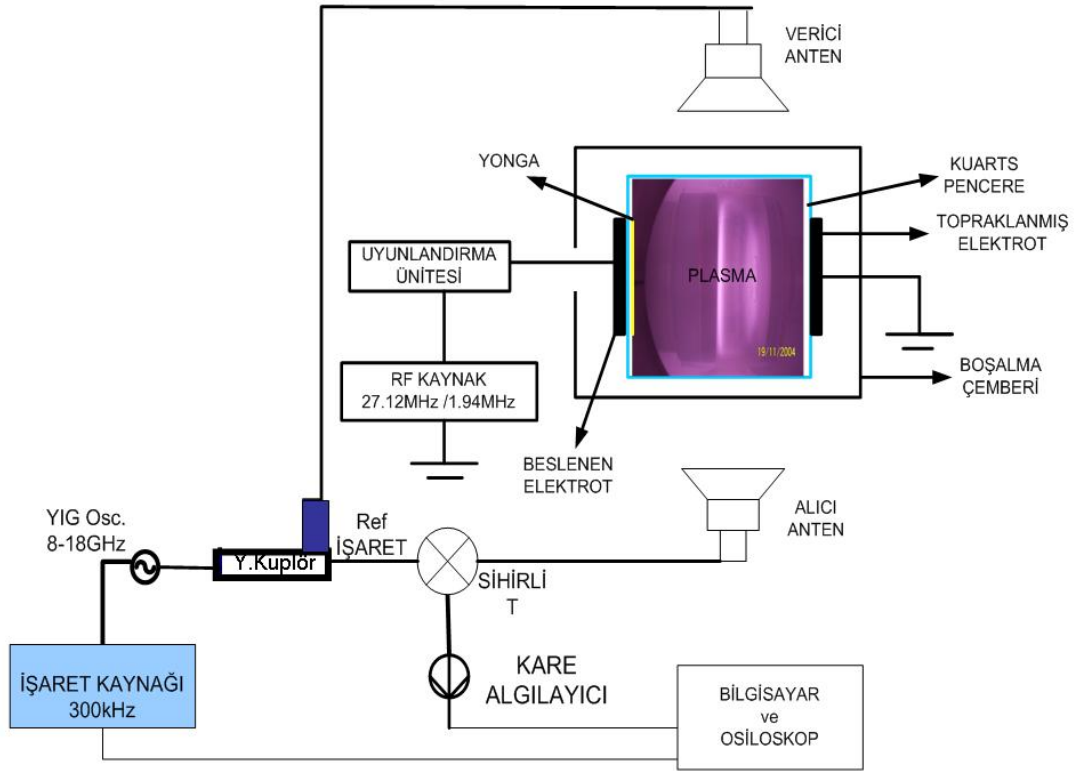 VERİCİ
ANTEN
YONGA
KUARTS
PENCERE
TOPRAKLANMIŞ
ELEKTROT
UYUNLANDIRMA
ÜNİTESİ
PLASMA
19/11/2004
RF KAYNAK
27.12MHz /1.94MHz
BOŞALMA
ÇEMBERİ
BESLENEN
ELEKTROT
ALICI
ANTEN
YIG Osc.
8-18GHz
Ref
İŞARET
Y.Kuplör
SİHİRLİ
T
İŞARET KAYNAĞI
300kHz
KARE
ALGILAYICI
BİLGİSAYAR
ve
OSİLOSKOP